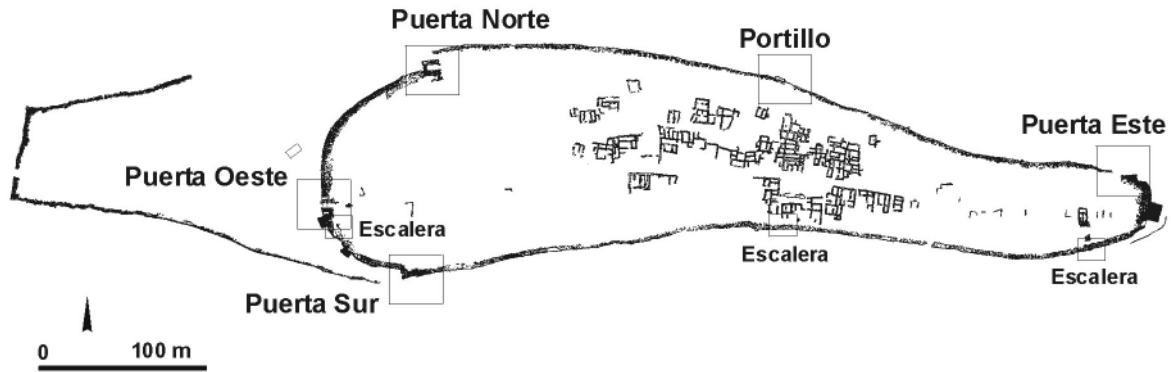 Puerta Norte
Portillo
Puerta Este
Puerta Oeste
Escalera
Escalera
Escalera
Puerta Sur
0 100 m